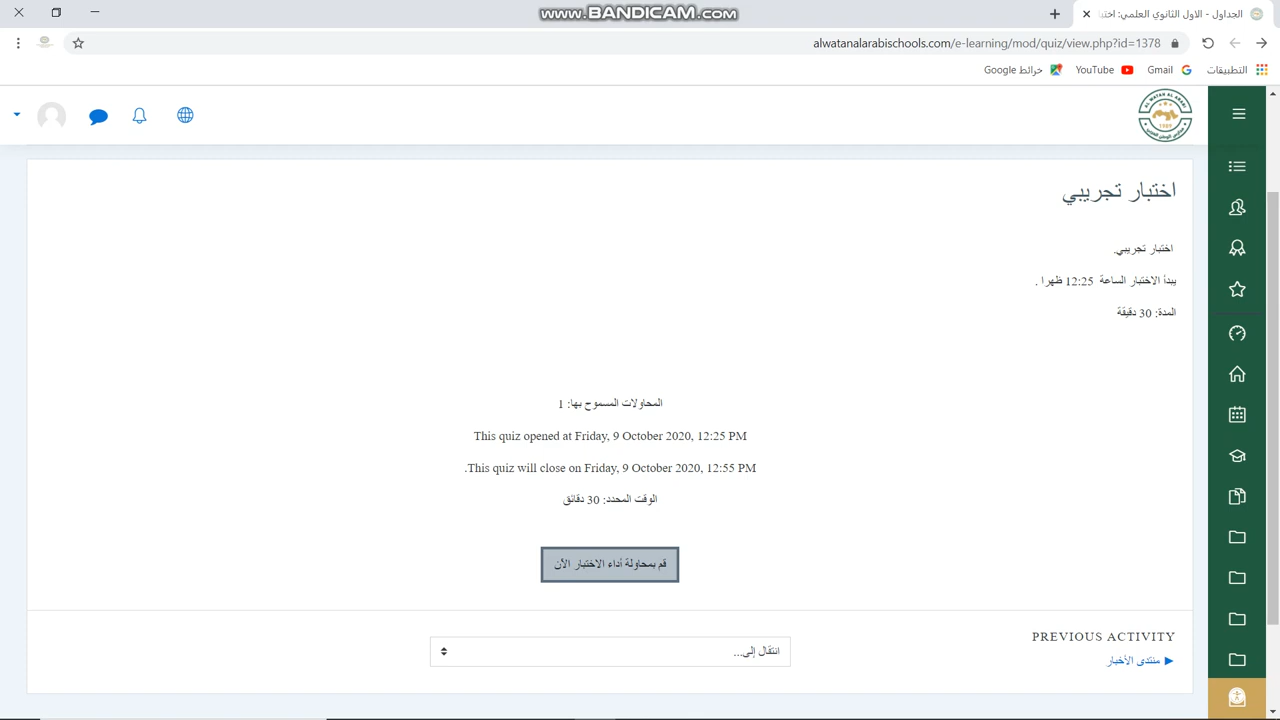 www.BANDICAM.com
الجداول - الاول الثانوي العلمي: اختبا
alwatanalarabischools.com/e-learning/mod/quiz/view.php?id=1378
التطبيقات
Gmail
YouTube
خرائط Google
AL WATAN AL ARABI
اختبار تجريبي
اختبار تجريبي.
يبدأ الاختبار الساعة 12:25 ظهرا .
المدة: 30 دقيقة
المحاولات المسموح بها: 1
This quiz opened at Friday, 9 October 2020, 12:25 PM
This quiz will close on Friday, 9 October 2020, 12:55 PM.
الوقت المحدد: 30 دقائق
قم بمحاولة أداء الاختبار الآن
PREVIOUS ACTIVITY
منتدى الأخبار
انتقال إلى...